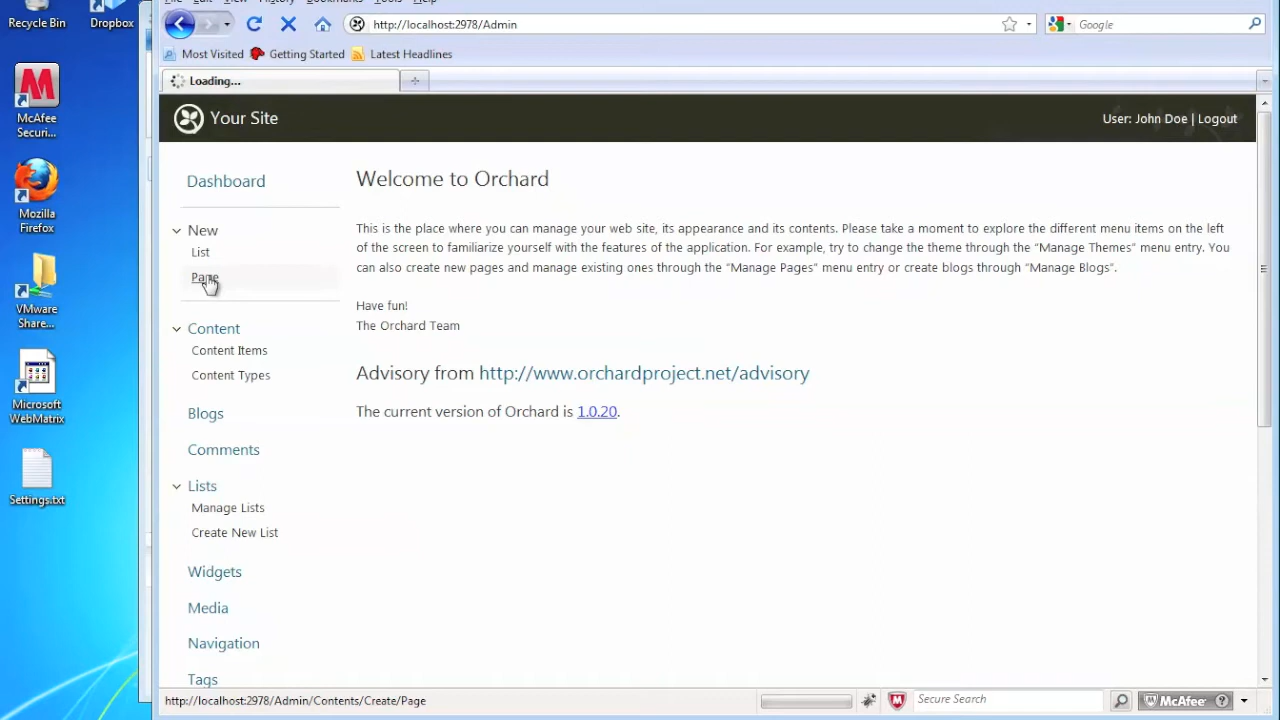 File Edit View History Bookmarks Tools Help
Recycle Bin
Dropbox
http://localhost:2978/Admin
Google
Most Visited
Getting Started
Latest Headlines
Loading...
McAfee
Securi...
Your Site
User: John Doe | Logout
Mozilla
Firefox
VMware
Share...
Microsoft
WebMatrix
Settings.txt
Dashboard
New
List
Page
Content
Content Items
Content Types
Blogs
Comments
Lists
Manage Lists
Create New List
Widgets
Media
Navigation
Tags
Welcome to Orchard
This is the place where you can manage your web site, its appearance and its contents. Please take a moment to explore the different menu items on the left
of the screen to familiarize yourself with the features of the application. For example, try to change the theme through the “Manage Themes” menu entry. You
can also create new pages and manage existing ones through the “Manage Pages” menu entry or create blogs through “Manage Blogs”.
Have fun!
The Orchard Team
Advisory from http://www.orchardproject.net/advisory
The current version of Orchard is 1.0.20.
http://localhost:2978/Admin/Contents/Create/Page
Secure Search
McAfee